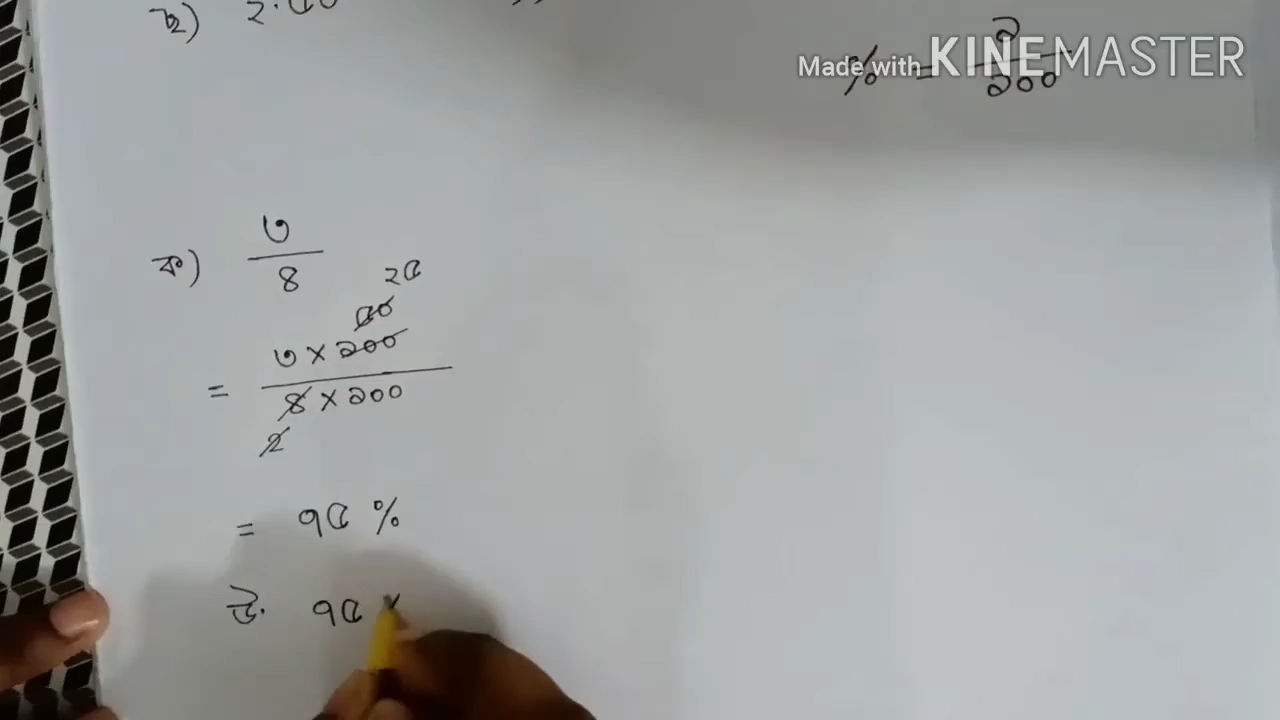 ঘ) ২.৫০
% = ১/১০০
Made with KINEMASTER
ক) ৩/৪
২৫
৫০
= ৩ × ১০০ / ৪ × ১০০
২
= ৭৫ %
উ. ৭৫